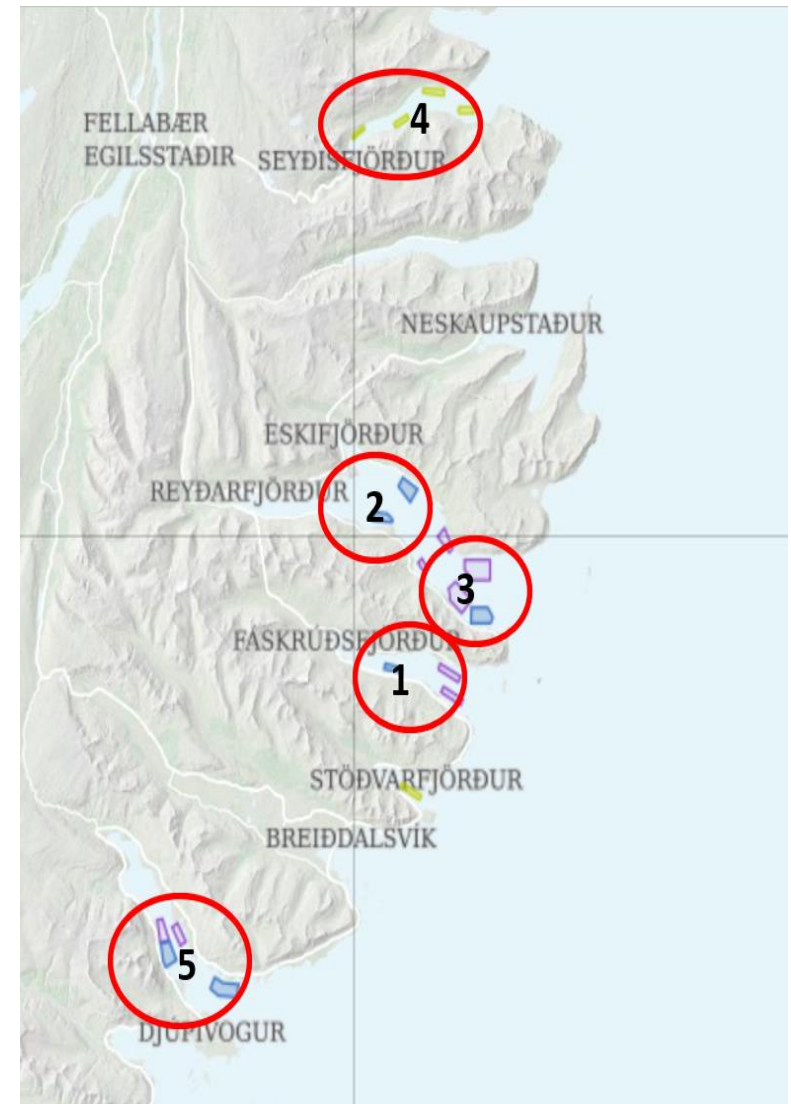 4
FELLABÆR
EGILSSTAÐIR
SEYÐISFJÖRÐUR
NESKAUPSTAÐUR
ESKIFJÖRÐUR
REYÐARFJÖRÐUR
2
3
FÁSKRÚÐSFJÖRÐUR
1
STÖÐVARFJÖRÐUR
BREIÐDALSVÍK
5
DJÚPIVOGUR